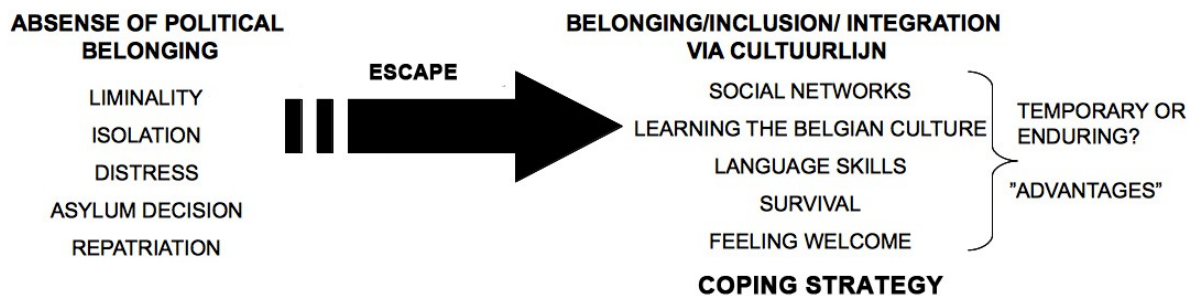 ABSENSE OF POLITICAL
BELONGING
LIMINALITY
ISOLATION
DISTRESS
ASYLUM DECISION
REPATRIATION
ESCAPE
BELONGING/INCLUSION/ INTEGRATION
VIA CULTUURLIJN
SOCIAL NETWORKS
LEARNING THE BELGIAN CULTURE
LANGUAGE SKILLS
SURVIVAL
FEELING WELCOME
COPING STRATEGY
TEMPORARY OR
ENDURING?
”ADVANTAGES”